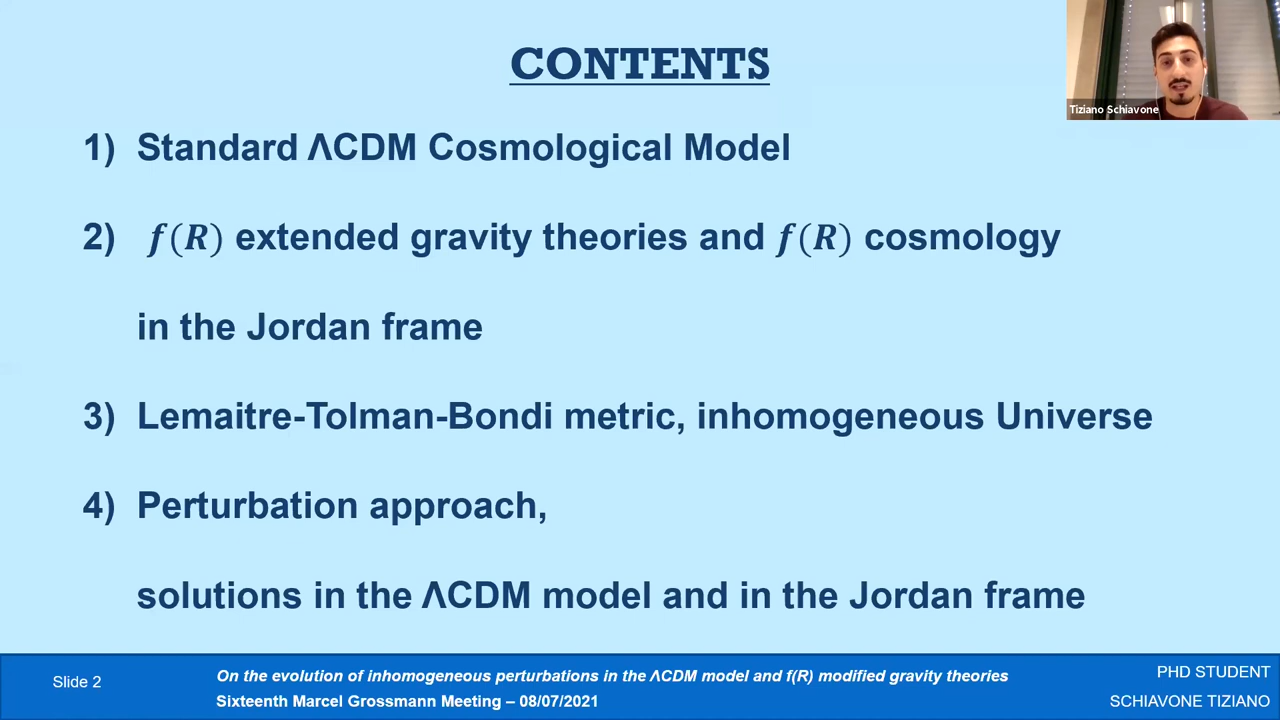 CONTENTS
Tiziano Schiavone
1) Standard ΛCDM Cosmological Model
2) f(R) extended gravity theories and f(R) cosmology
in the Jordan frame
3) Lemaitre-Tolman-Bondi metric, inhomogeneous Universe
4) Perturbation approach,
solutions in the ΛCDM model and in the Jordan frame
Slide 2
On the evolution of inhomogeneous perturbations in the ΛCDM model and f(R) modified gravity theories
Sixteenth Marcel Grossmann Meeting – 08/07/2021
PHD STUDENT
SCHIAVONE TIZIANO